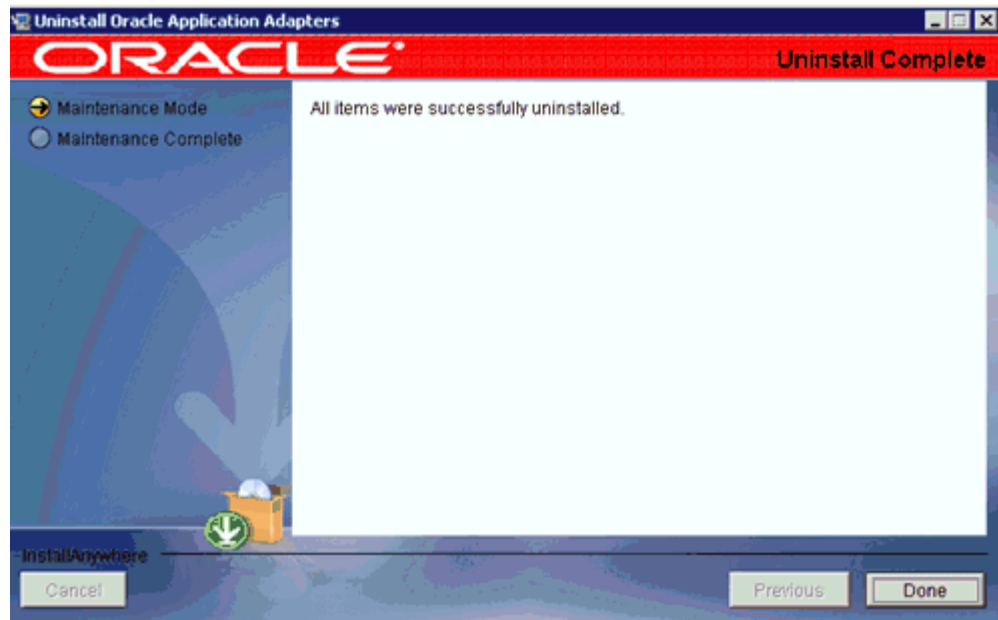 Uninstall Oracle Application Adapters
ORACLE
Uninstall Complete
Maintenance Mode
Maintenance Complete
All items were successfully uninstalled.
InstallAnywhere
Cancel
Previous
Done